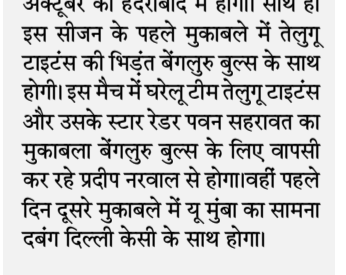 अक्टूबर को हैदराबाद में होगा। साथ ही
इस सीजन के पहले मुकाबले में तेलुगू
टाइटंस की भिड़ंत बेंगलुरु बुल्स के साथ
होगी। इस मैच में घरेलू टीम तेलुगू टाइटंस
और उसके स्टार रेडर पवन सहरावत का
मुकाबला बेंगलुरु बुल्स के लिए वापसी
कर रहे प्रदीप नरवाल से होगा।वहीं पहले
दिन दूसरे मुकाबले में यू मुंबा का सामना
दबंग दिल्ली केसी के साथ होगा।